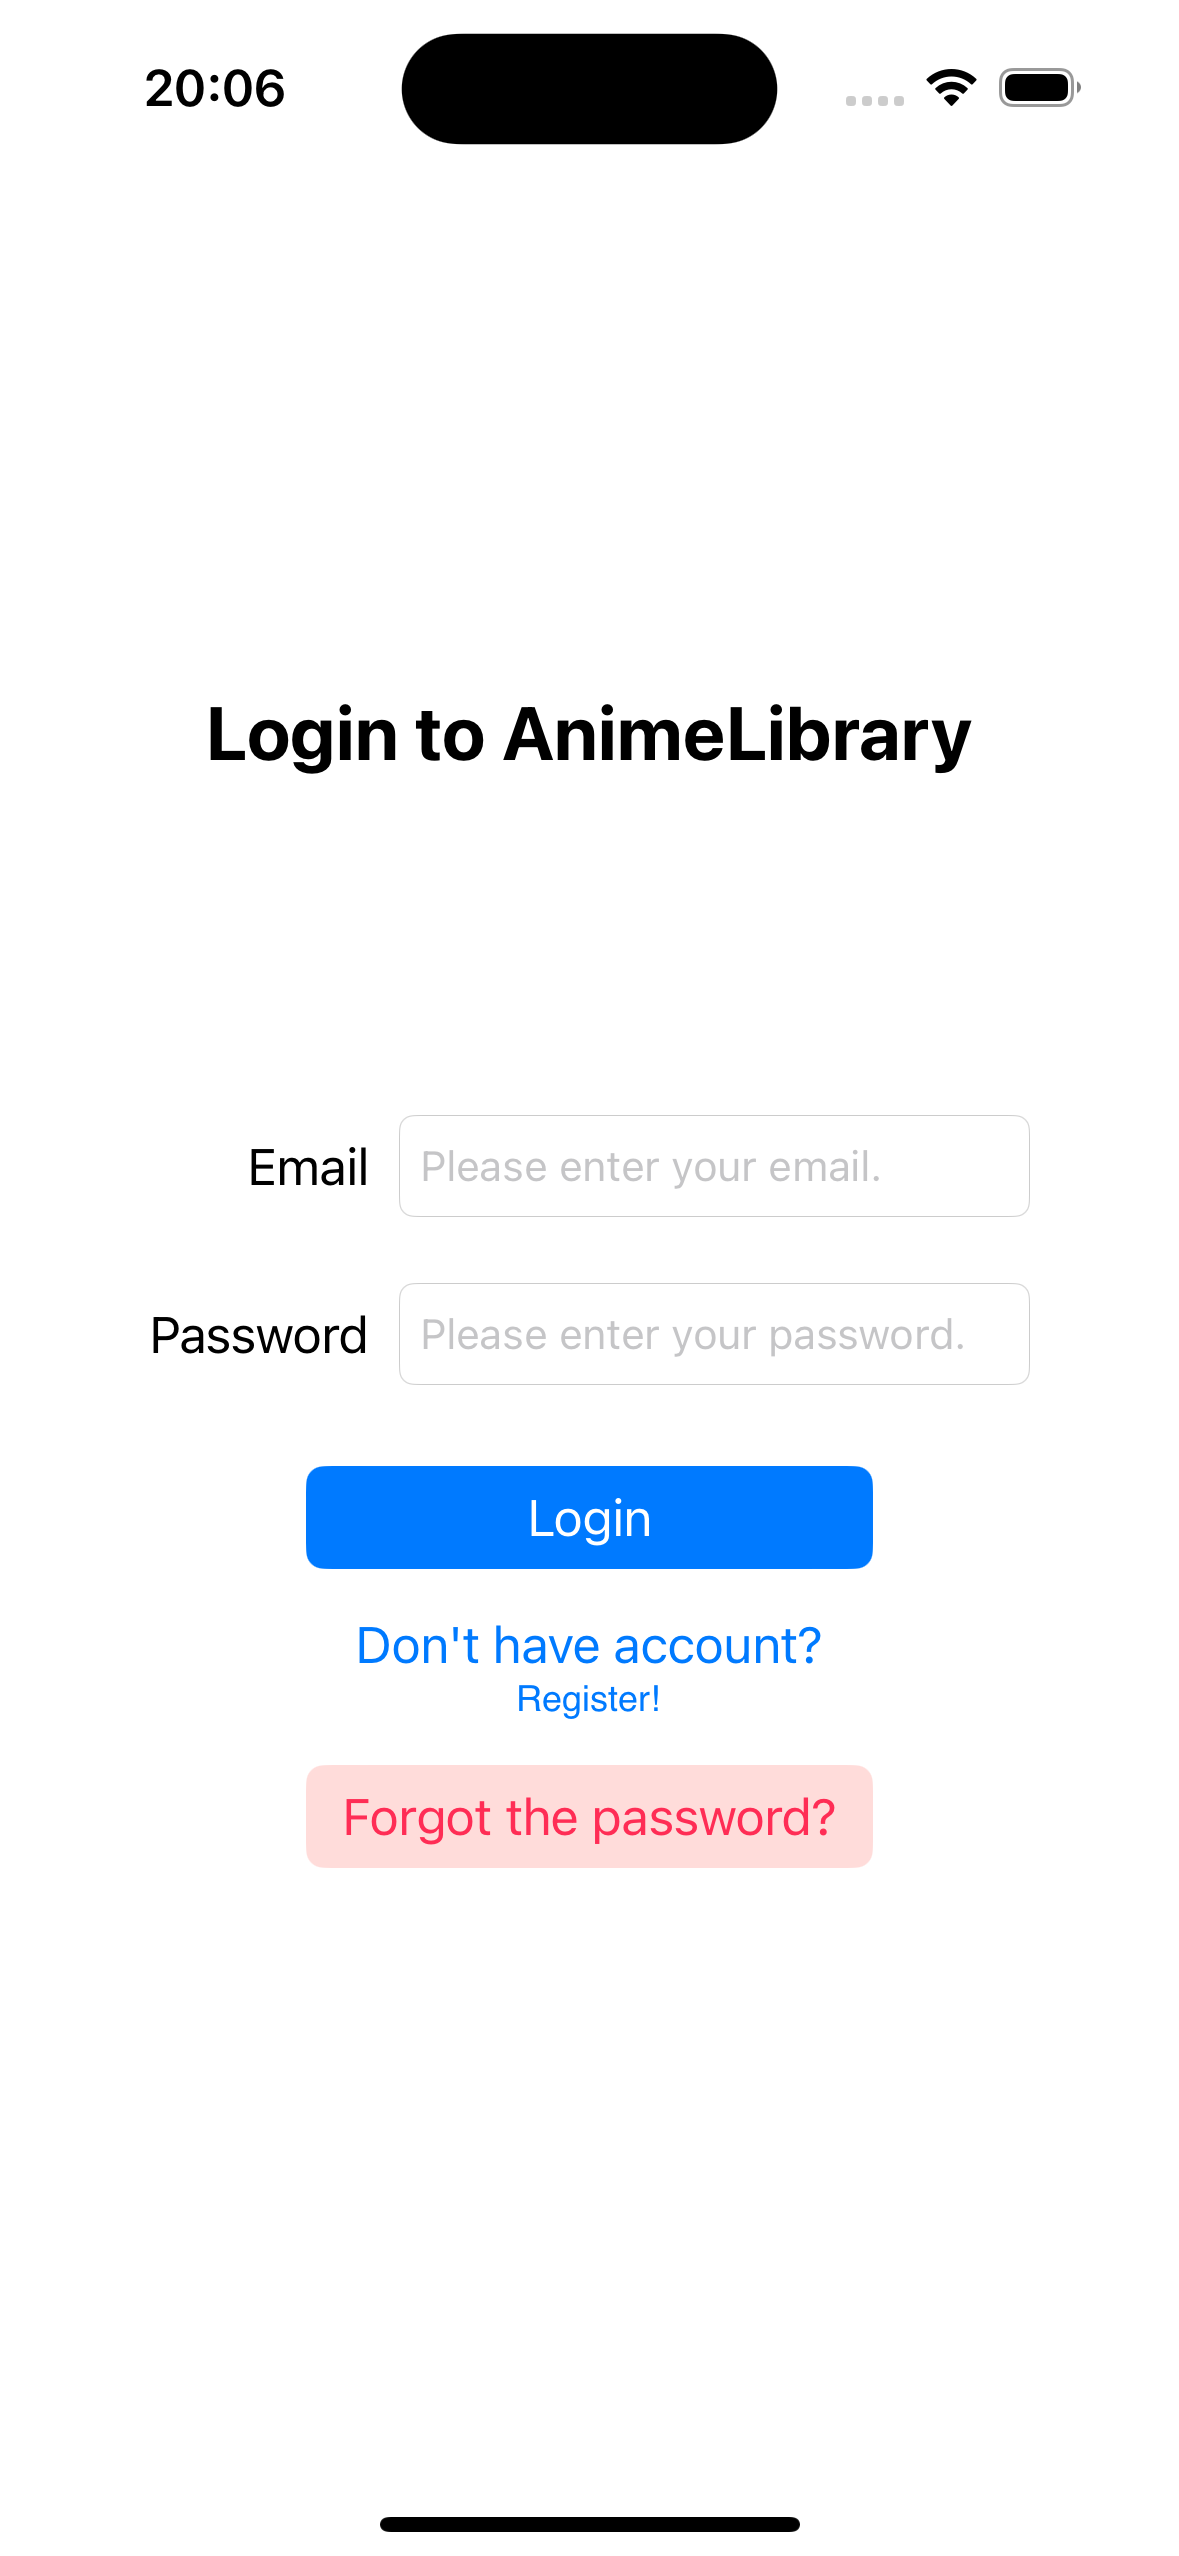 20:06
Login to AnimeLibrary
Email
Please enter your email.
Password
Please enter your password.
Login
Don't have account?
Register!
Forgot the password?